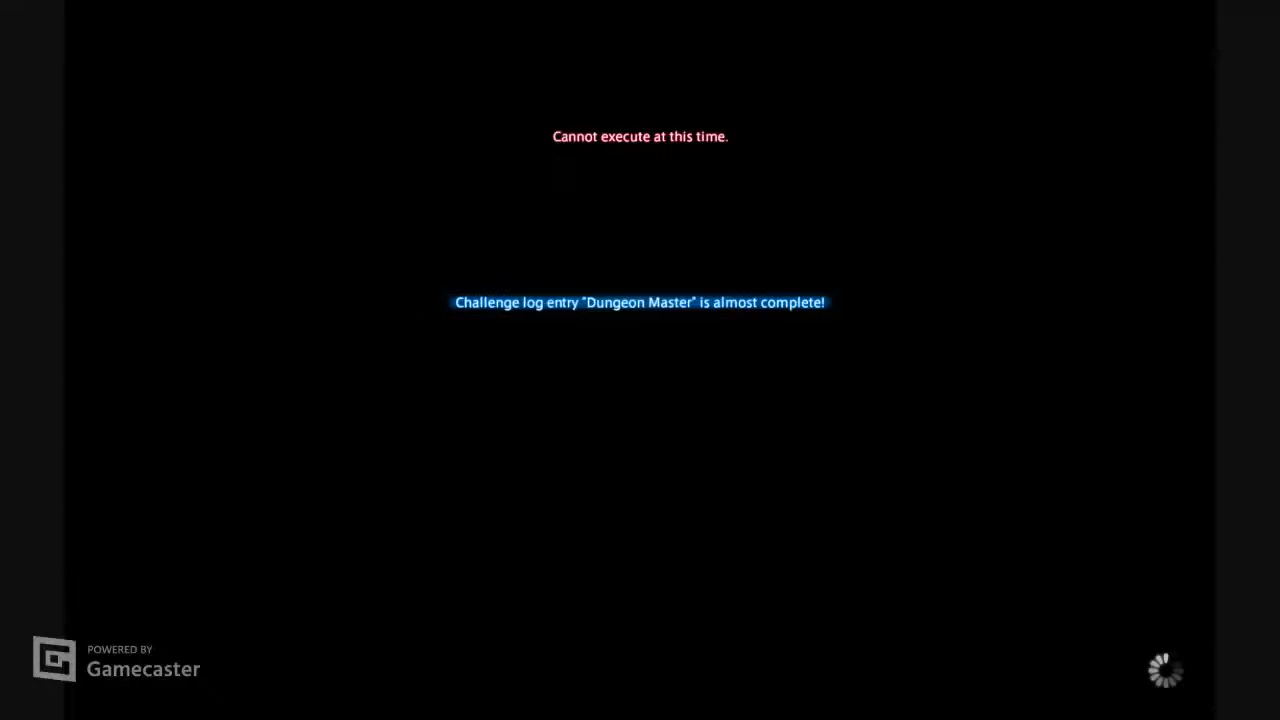 Cannot execute at this time.
Challenge log entry "Dungeon Master" is almost complete!
POWERED BY
Gamecaster